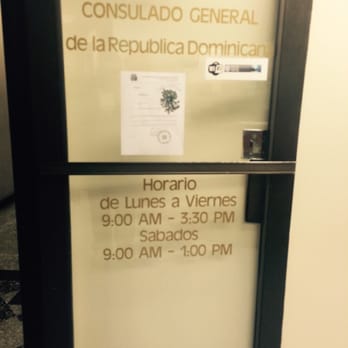 CONSULADO GENERAL
de la Republica Dominican
Horario
de Lunes a Viernes
9:00 AM - 3:30 PM
Sabados
9:00 AM - 1:00 PM